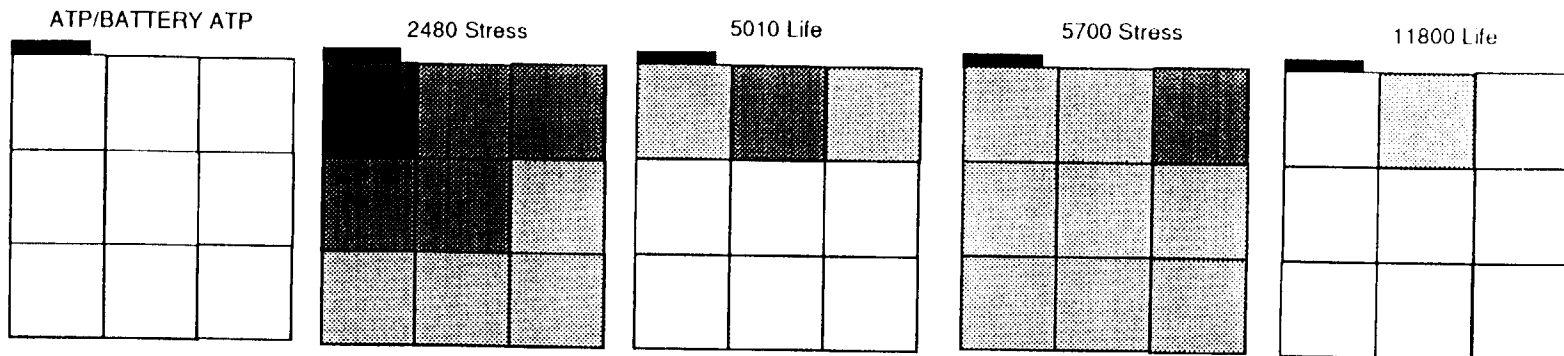 ATP/BATTERY ATP
2480 Stress
5010 Life
5700 Stress
11800 Life